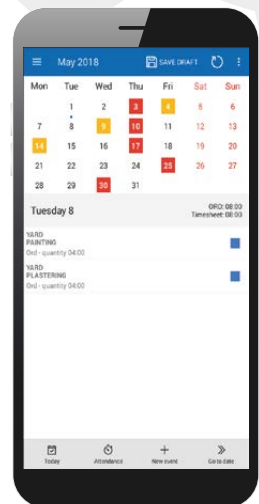 May 2018 SAVE DRAFT
Mon Tue Wed Thu Fri Sat Sun
1 2 3 4 5 6
7 8 9 10 11 12 13
14 15 16 17 18 19 20
21 22 23 24 25 26 27
28 29 30 31
Tuesday 8 ORD: 08:00
Timesheet: 08:00
YARD
PAINTING
Ord - quantity 04:00
YARD
PLASTERING
Ord - quantity 04:00
Today Attendance New event Go to date